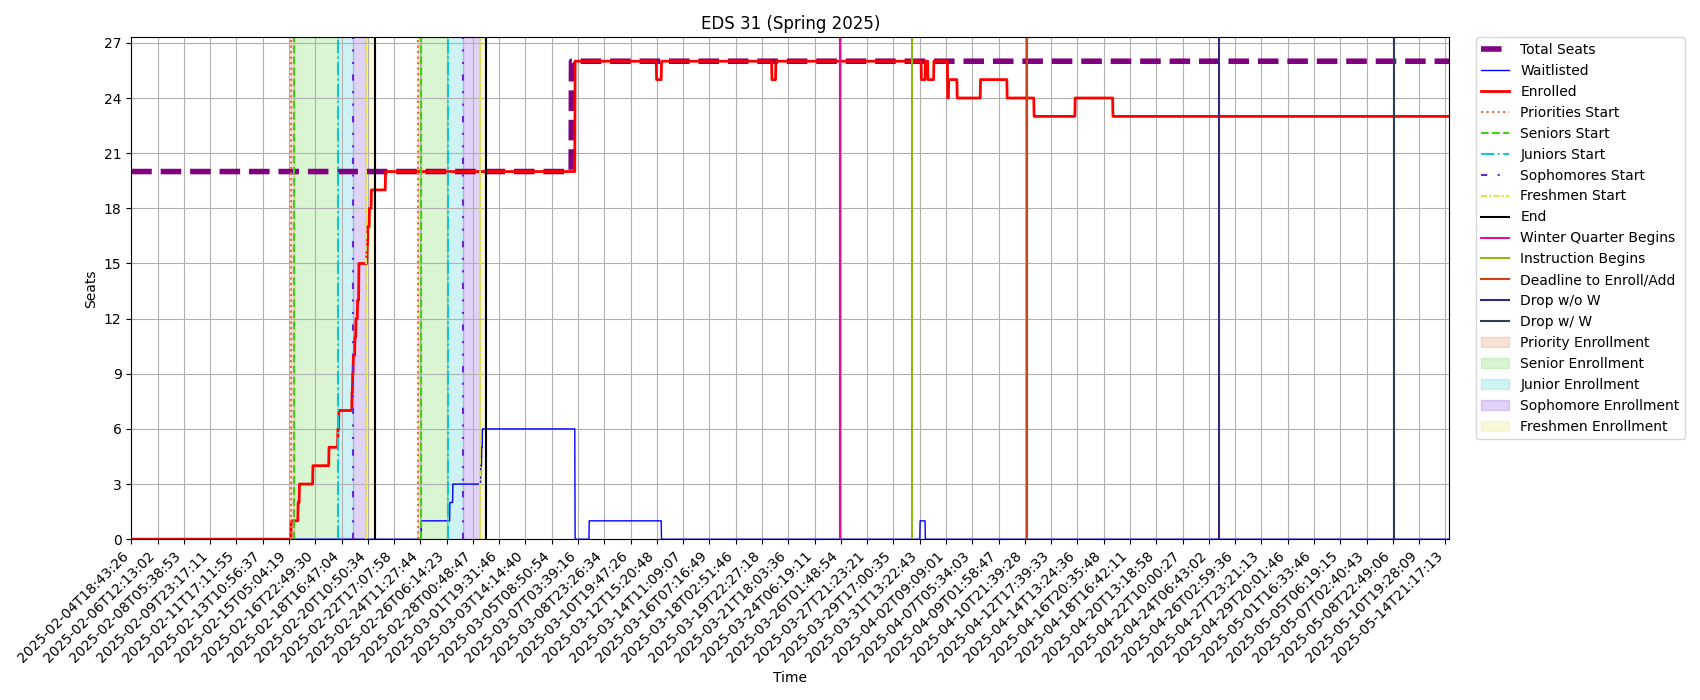 EDS 31 (Spring 2025)
27
24
21
18
15
12
9
6
3
0
Seats
2025-02-04T18:43:26
2025-02-06T12:13:02
2025-02-08T05:38:53
2025-02-09T23:17:11
2025-02-11T17:11:55
2025-02-13T10:56:37
2025-02-15T05:04:19
2025-02-16T22:49:30
2025-02-18T16:47:04
2025-02-20T10:50:34
2025-02-22T17:07:58
2025-02-24T11:27:44
2025-02-26T06:14:23
2025-02-28T00:48:47
2025-03-01T19:31:46
2025-03-03T14:14:40
2025-03-05T08:50:54
2025-03-07T03:39:16
2025-03-08T23:26:34
2025-03-10T19:47:26
2025-03-12T15:20:48
2025-03-14T11:09:07
2025-03-16T07:16:49
2025-03-18T02:51:46
2025-03-19T22:27:18
2025-03-21T18:03:36
2025-03-24T06:19:11
2025-03-26T01:48:54
2025-03-27T21:23:21
2025-03-29T17:00:35
2025-03-31T13:22:43
2025-04-02T09:09:01
2025-04-07T05:34:03
2025-04-09T01:58:47
2025-04-10T21:39:28
2025-04-12T17:39:33
2025-04-14T13:24:36
2025-04-16T20:35:48
2025-04-18T16:42:11
2025-04-20T13:18:58
2025-04-22T10:00:27
2025-04-24T06:43:02
2025-04-26T02:59:36
2025-04-27T23:21:13
2025-04-29T20:01:46
2025-05-01T16:33:46
2025-05-05T06:19:15
2025-05-07T02:40:43
2025-05-08T22:49:06
2025-05-10T19:28:09
2025-05-14T21:17:13
Time
Total Seats
Waitlisted
Enrolled
Priorities Start
Seniors Start
Juniors Start
Sophomores Start
Freshmen Start
End
Winter Quarter Begins
Instruction Begins
Deadline to Enroll/Add
Drop w/o W
Drop w/ W
Priority Enrollment
Senior Enrollment
Junior Enrollment
Sophomore Enrollment
Freshmen Enrollment